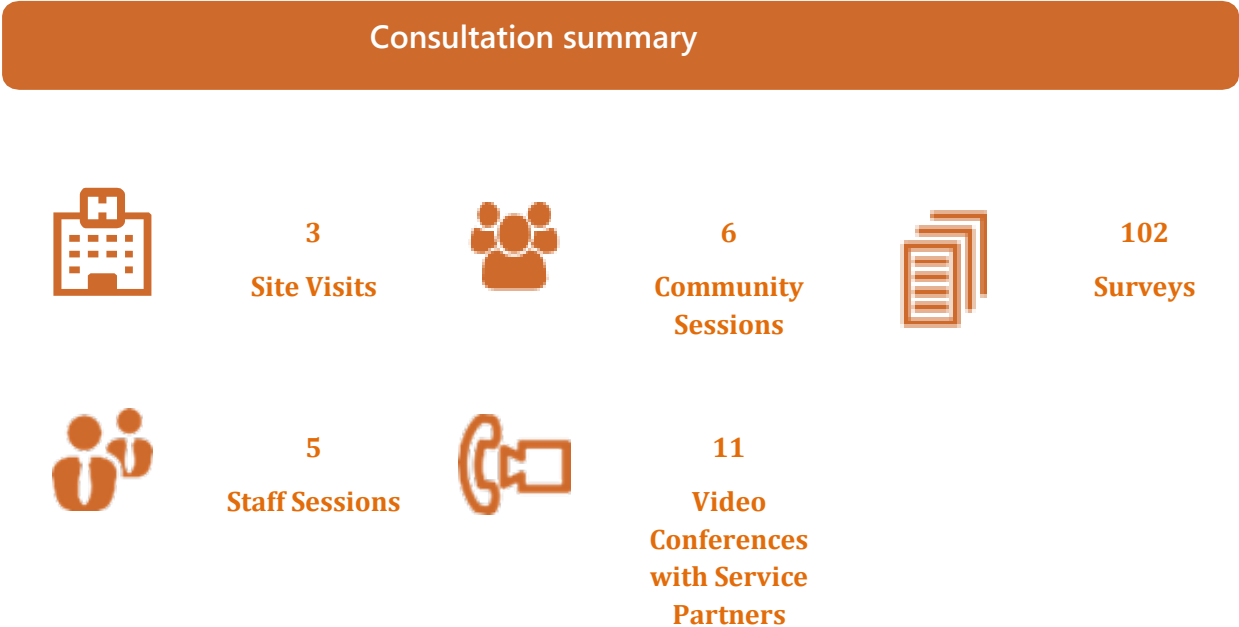 Consultation summary
3
Site Visits
6
Community
Sessions
102
Surveys
5
Staff Sessions
11
Video
Conferences
with Service
Partners